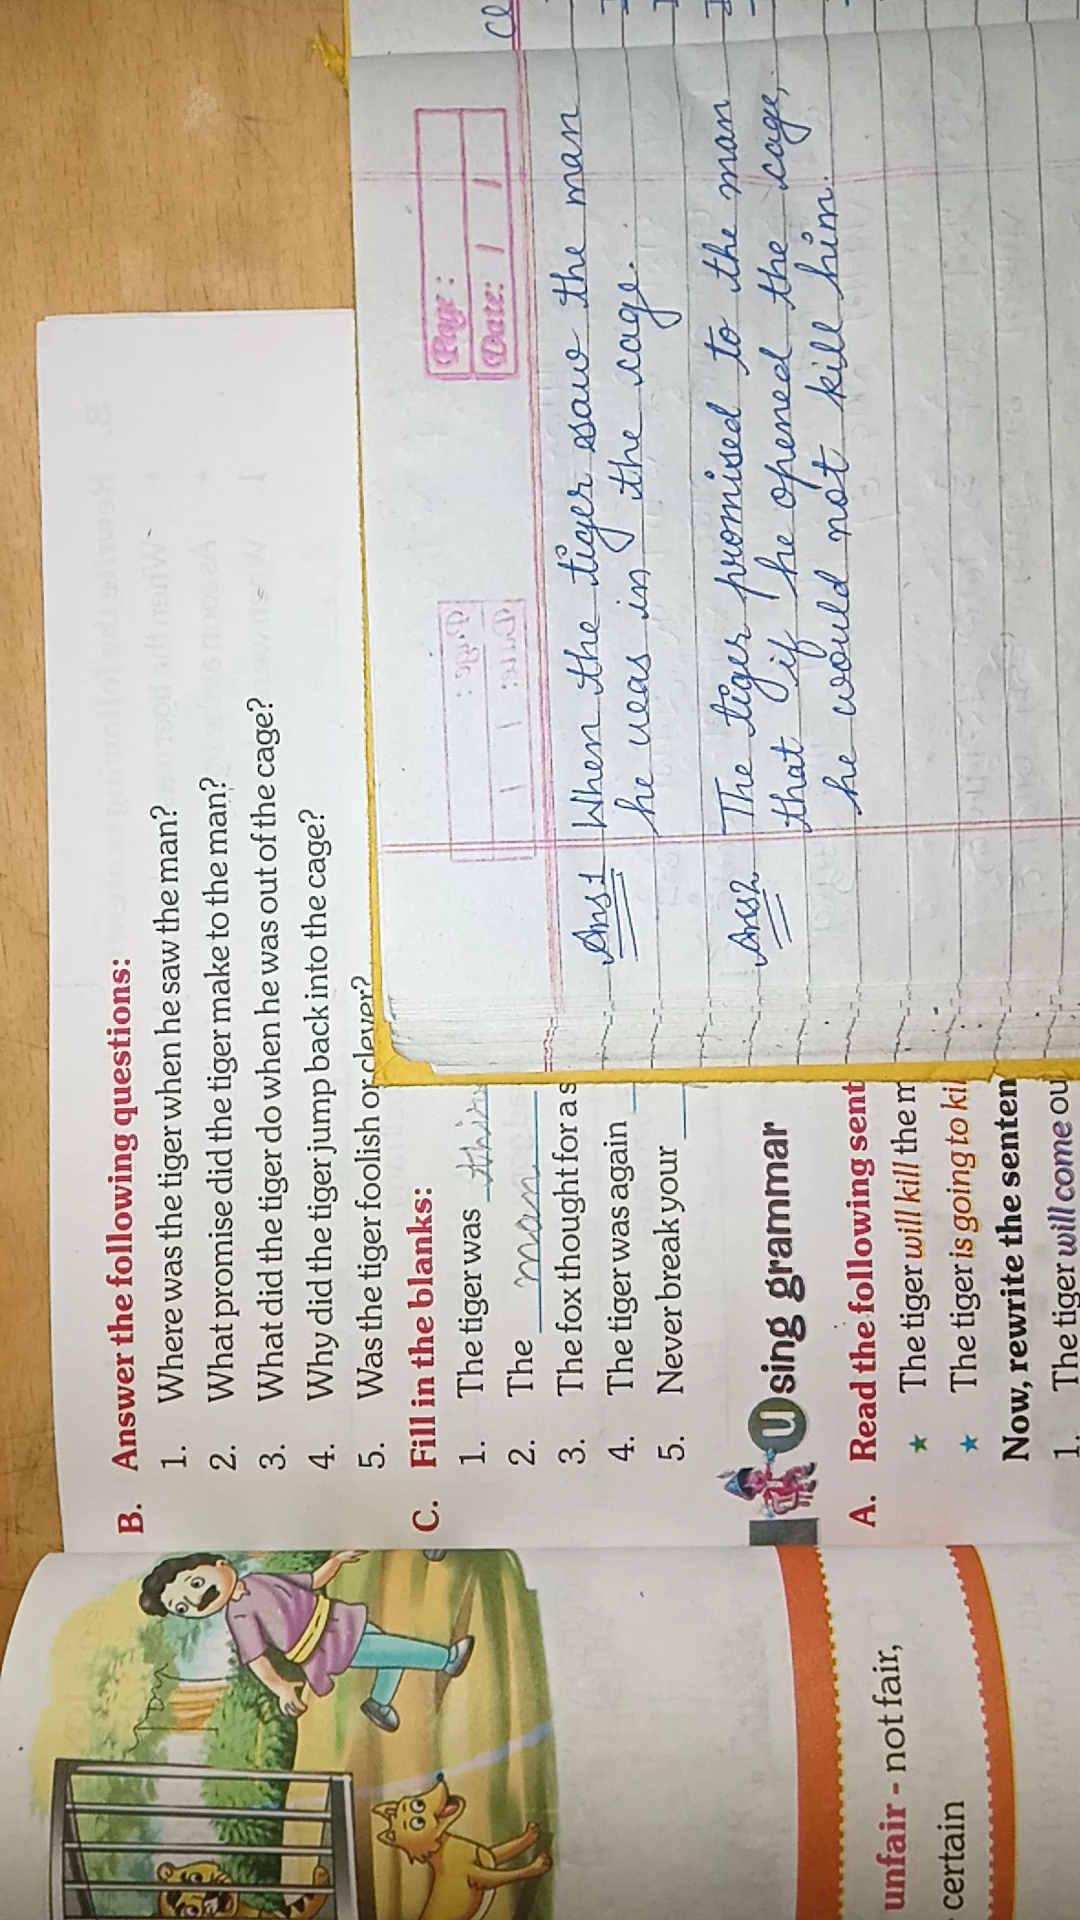 B. Answer the following questions:
1. Where was the tiger when he saw the man?
2. What promise did the tiger make to the man?
3. What did the tiger do when he was out of the cage?
4. Why did the tiger jump back into the cage?
5. Was the tiger foolish or clever?
C. Fill in the blanks:
1. The tiger was
2. The man
3. The fox thought for a s
4. The tiger was again
5. Never break your
Using grammar
A. Read the following sent
The tiger will kill the m
The tiger is going to ki
Now, rewrite the senten
1. The tiger will come ou
unfair - not fair,
certain
Page :
Date: / /
Ans1 When the tiger saw the man
he was in the cage.
Ans2 The tiger promised to the man
that if he opened the cage,
he would not kill him.